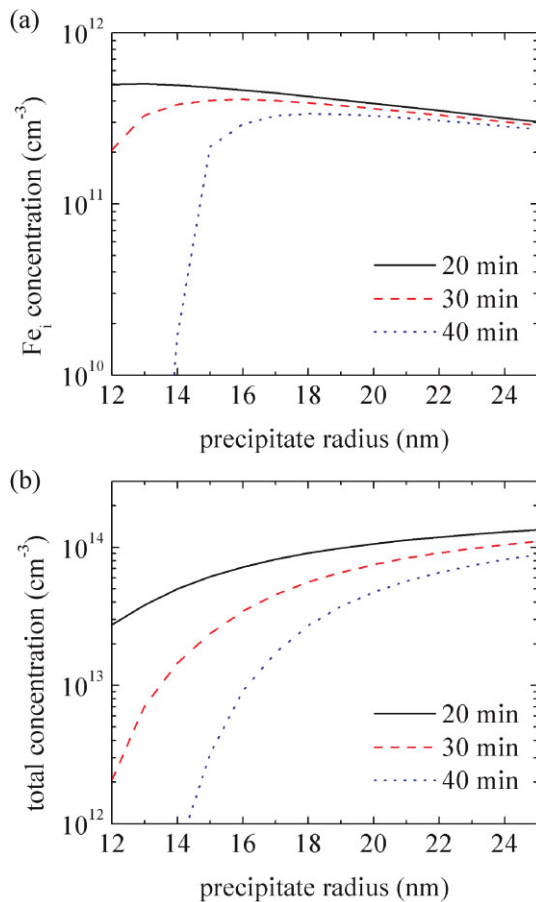 (a)
10^12
10^11
10^10
Fe_i concentration (cm^-3)
20 min
30 min
40 min
12 14 16 18 20 22 24
precipitate radius (nm)
(b)
10^14
10^13
10^12
total concentration (cm^-3)
20 min
30 min
40 min
12 14 16 18 20 22 24
precipitate radius (nm)